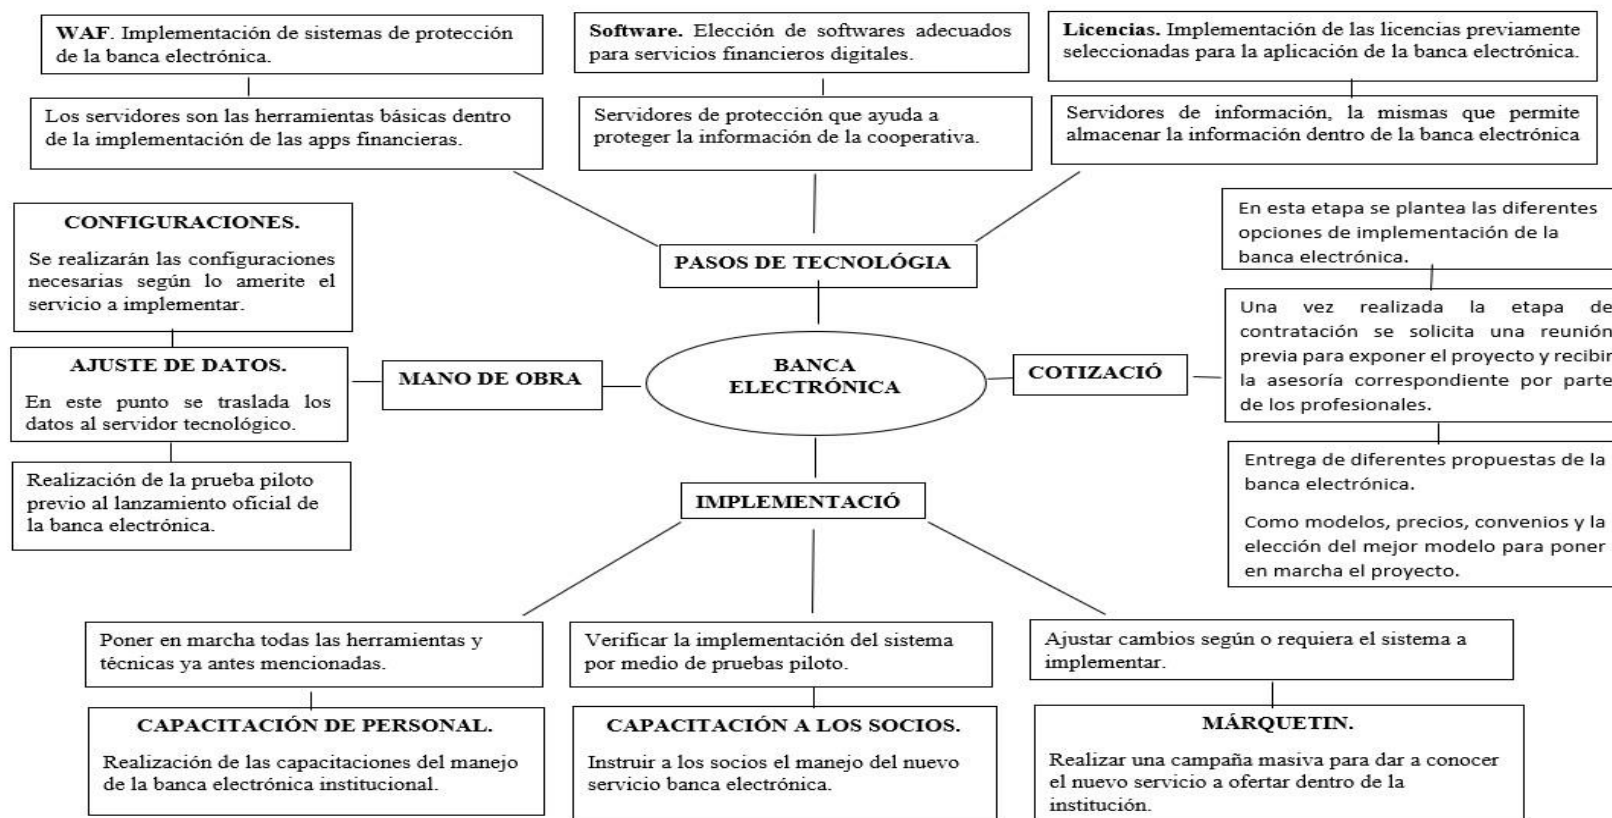 WAF. Implementación de sistemas de protección
de la banca electrónica.
Software. Elección de softwares adecuados
para servicios financieros digitales.
Licencias. Implementación de las licencias previamente
seleccionadas para la aplicación de la banca electrónica.
Los servidores son las herramientas básicas dentro
de la implementación de las apps financieras.
Servidores de protección que ayuda a
proteger la información de la cooperativa.
Servidores de información, la mismas que permite
almacenar la información dentro de la banca electrónica
PASOS DE TECNOLÓGIA
CONFIGURACIONES.
Se realizarán las configuraciones
necesarias según lo amerite el
servicio a implementar.
AJUSTE DE DATOS.
En este punto se traslada los
datos al servidor tecnológico.
Realización de la prueba piloto
previo al lanzamiento oficial de
la banca electrónica.
MANO DE OBRA
BANCA
ELECTRÓNICA
COTIZACIÓ
En esta etapa se plantea las diferentes
opciones de implementación de la
banca electrónica.
Una vez realizada la etapa de
contratación se solicita una reunión
previa para exponer el proyecto y recibir
la asesoría correspondiente por parte
de los profesionales.
Entrega de diferentes propuestas de la
banca electrónica.
Como modelos, precios, convenios y la
elección del mejor modelo para poner
en marcha el proyecto.
IMPLEMENTACIÓ
Poner en marcha todas las herramientas y
técnicas ya antes mencionadas.
Verificar la implementación del sistema
por medio de pruebas piloto.
Ajustar cambios según o requiera el sistema a
implementar.
CAPACITACIÓN DE PERSONAL.
Realización de las capacitaciones del manejo
de la banca electrónica institucional.
CAPACITACIÓN A LOS SOCIOS.
Instruir a los socios el manejo del nuevo
servicio banca electrónica.
MÁRQUETIN.
Realizar una campaña masiva para dar a conocer
el nuevo servicio a ofertar dentro de la
institución.